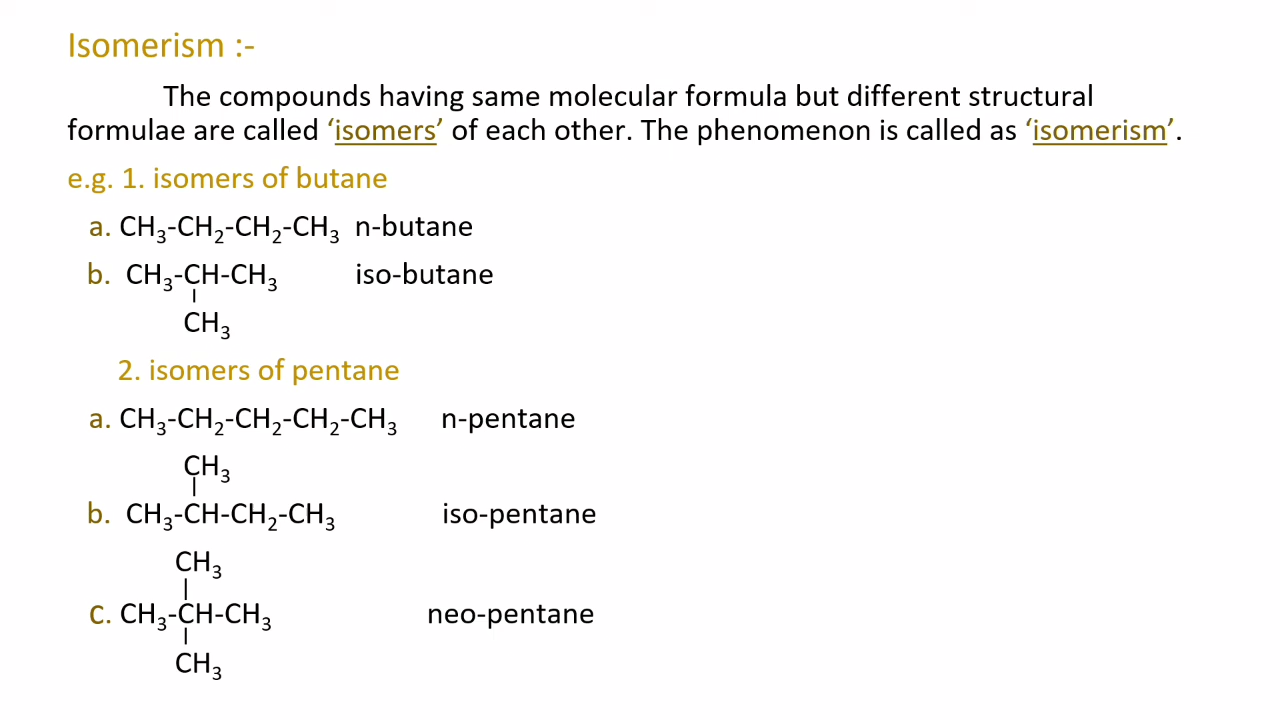 Isomerism :-
The compounds having same molecular formula but different structural
formulae are called ‘isomers’ of each other. The phenomenon is called as ‘isomerism’.
e.g. 1. isomers of butane
a. CH₃-CH₂-CH₂-CH₃ n-butane
b. CH₃-CH-CH₃ iso-butane
CH₃
2. isomers of pentane
a. CH₃-CH₂-CH₂-CH₂-CH₃ n-pentane
CH₃
b. CH₃-CH-CH₂-CH₃ iso-pentane
CH₃
c. CH₃-CH-CH₃ neo-pentane
CH₃